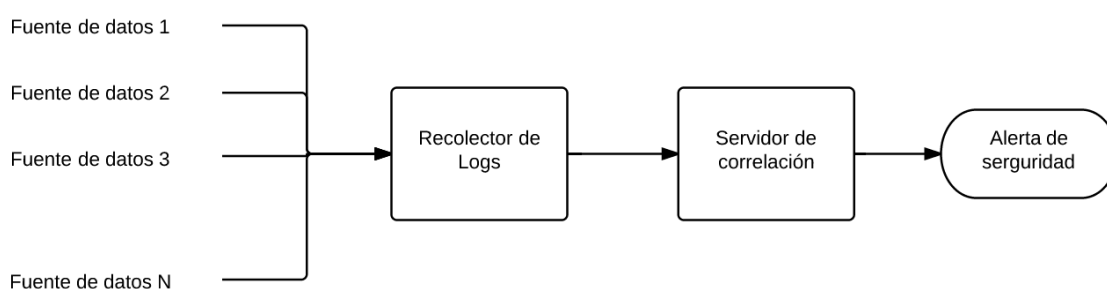 Fuente de datos 1
Fuente de datos 2
Fuente de datos 3
Fuente de datos N
Recolector de
Logs
Servidor de
correlación
Alerta de
serguridad